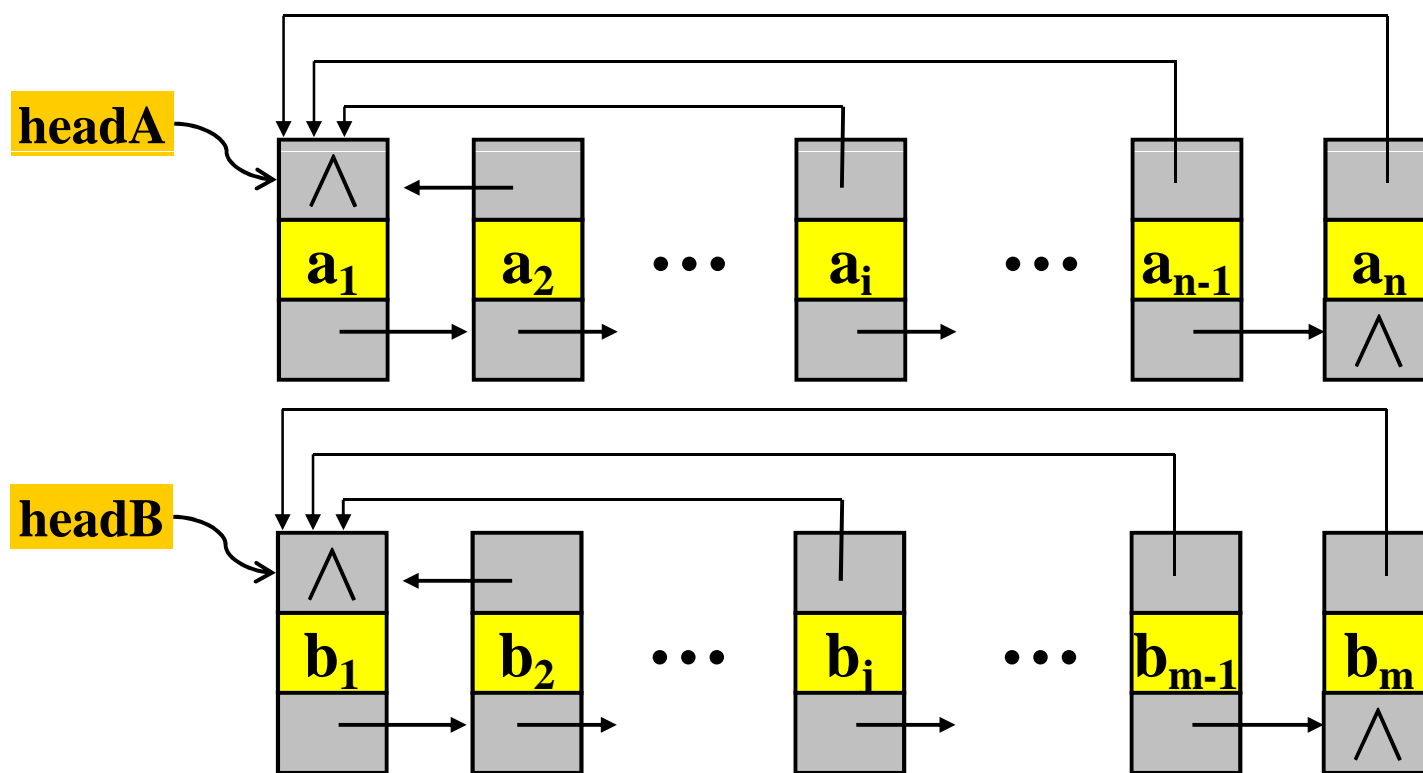 headA
a₁ a₂ ••• aᵢ ••• aₙ₋₁ aₙ
headB
b₁ b₂ ••• bⱼ ••• bₘ₋₁ bₘ